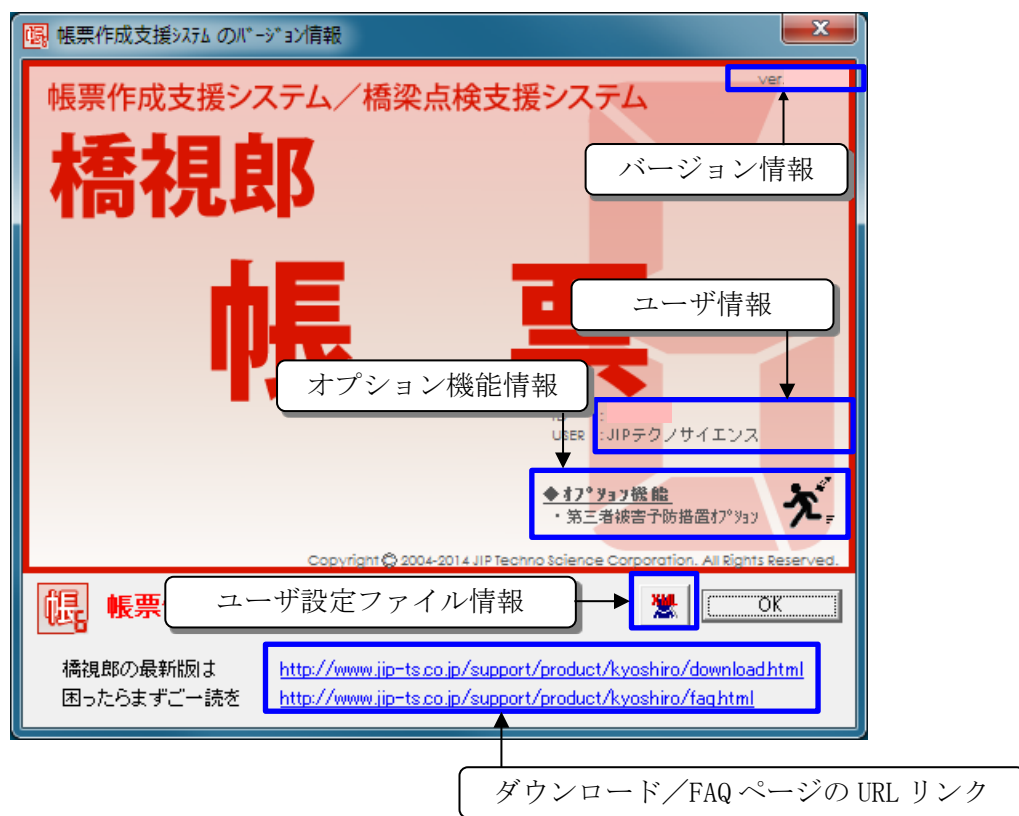 帳票作成支援ｼｽﾃﾑ のﾊﾞｰｼﾞｮﾝ情報
ver.
帳票作成支援システム／橋梁点検支援システム
橋視郎
バージョン情報
帳 票
ユーザ情報
オプション機能情報
USER :JIPテクノサイエンス
◆ｵﾌﾟｼｮﾝ機能
・第三者被害予防措置ｵﾌﾟｼｮﾝ
Copyright © 2004-2014 JIP Techno Science Corporation. All Rights Reserved.
帳票
ユーザ設定ファイル情報
XML
OK
橋視郎の最新版は http://www.jip-ts.co.jp/support/product/kyoshiro/download.html
困ったらまずご一読を http://www.jip-ts.co.jp/support/product/kyoshiro/faq.html
ダウンロード／FAQ ページの URL リンク